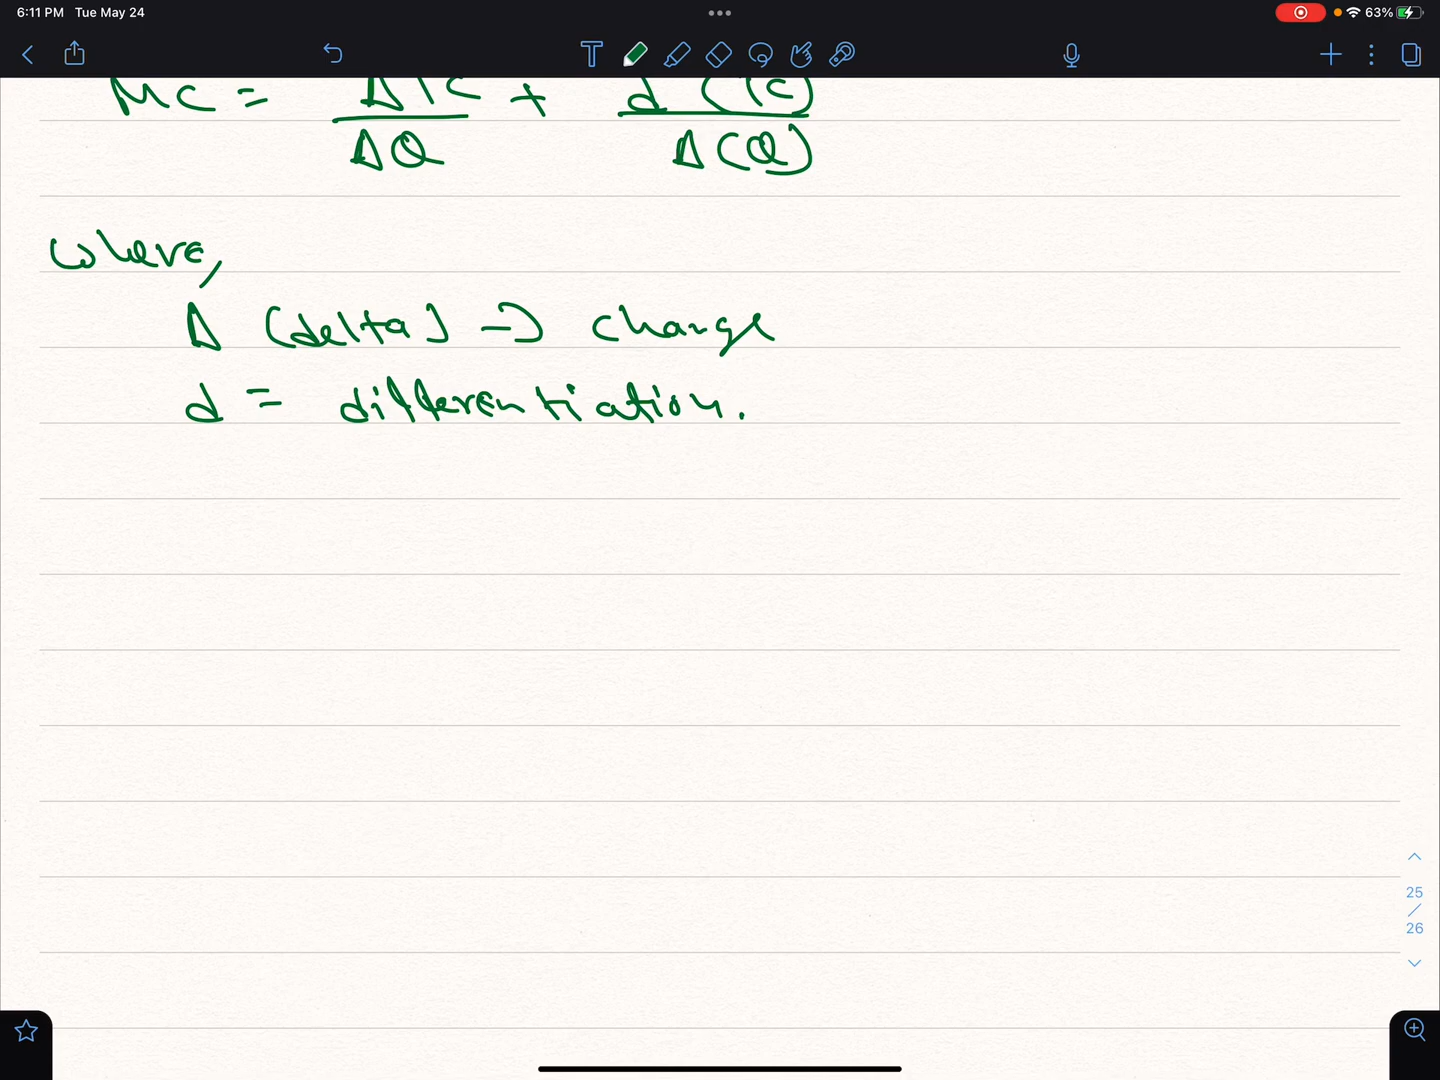 6:11 PM Tue May 24
63%
MC = ΔTC + d (TC)
ΔQ Δ(Q)
where,
Δ (delta) → change
d = differentiation.
25
/
26